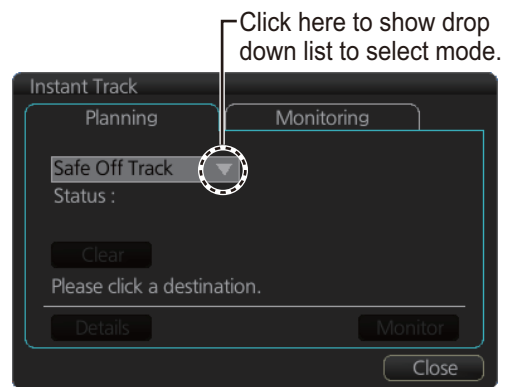 Click here to show drop
down list to select mode.
Instant Track
Planning
Monitoring
Safe Off Track
Status :
Clear
Please click a destination.
Details
Monitor
Close